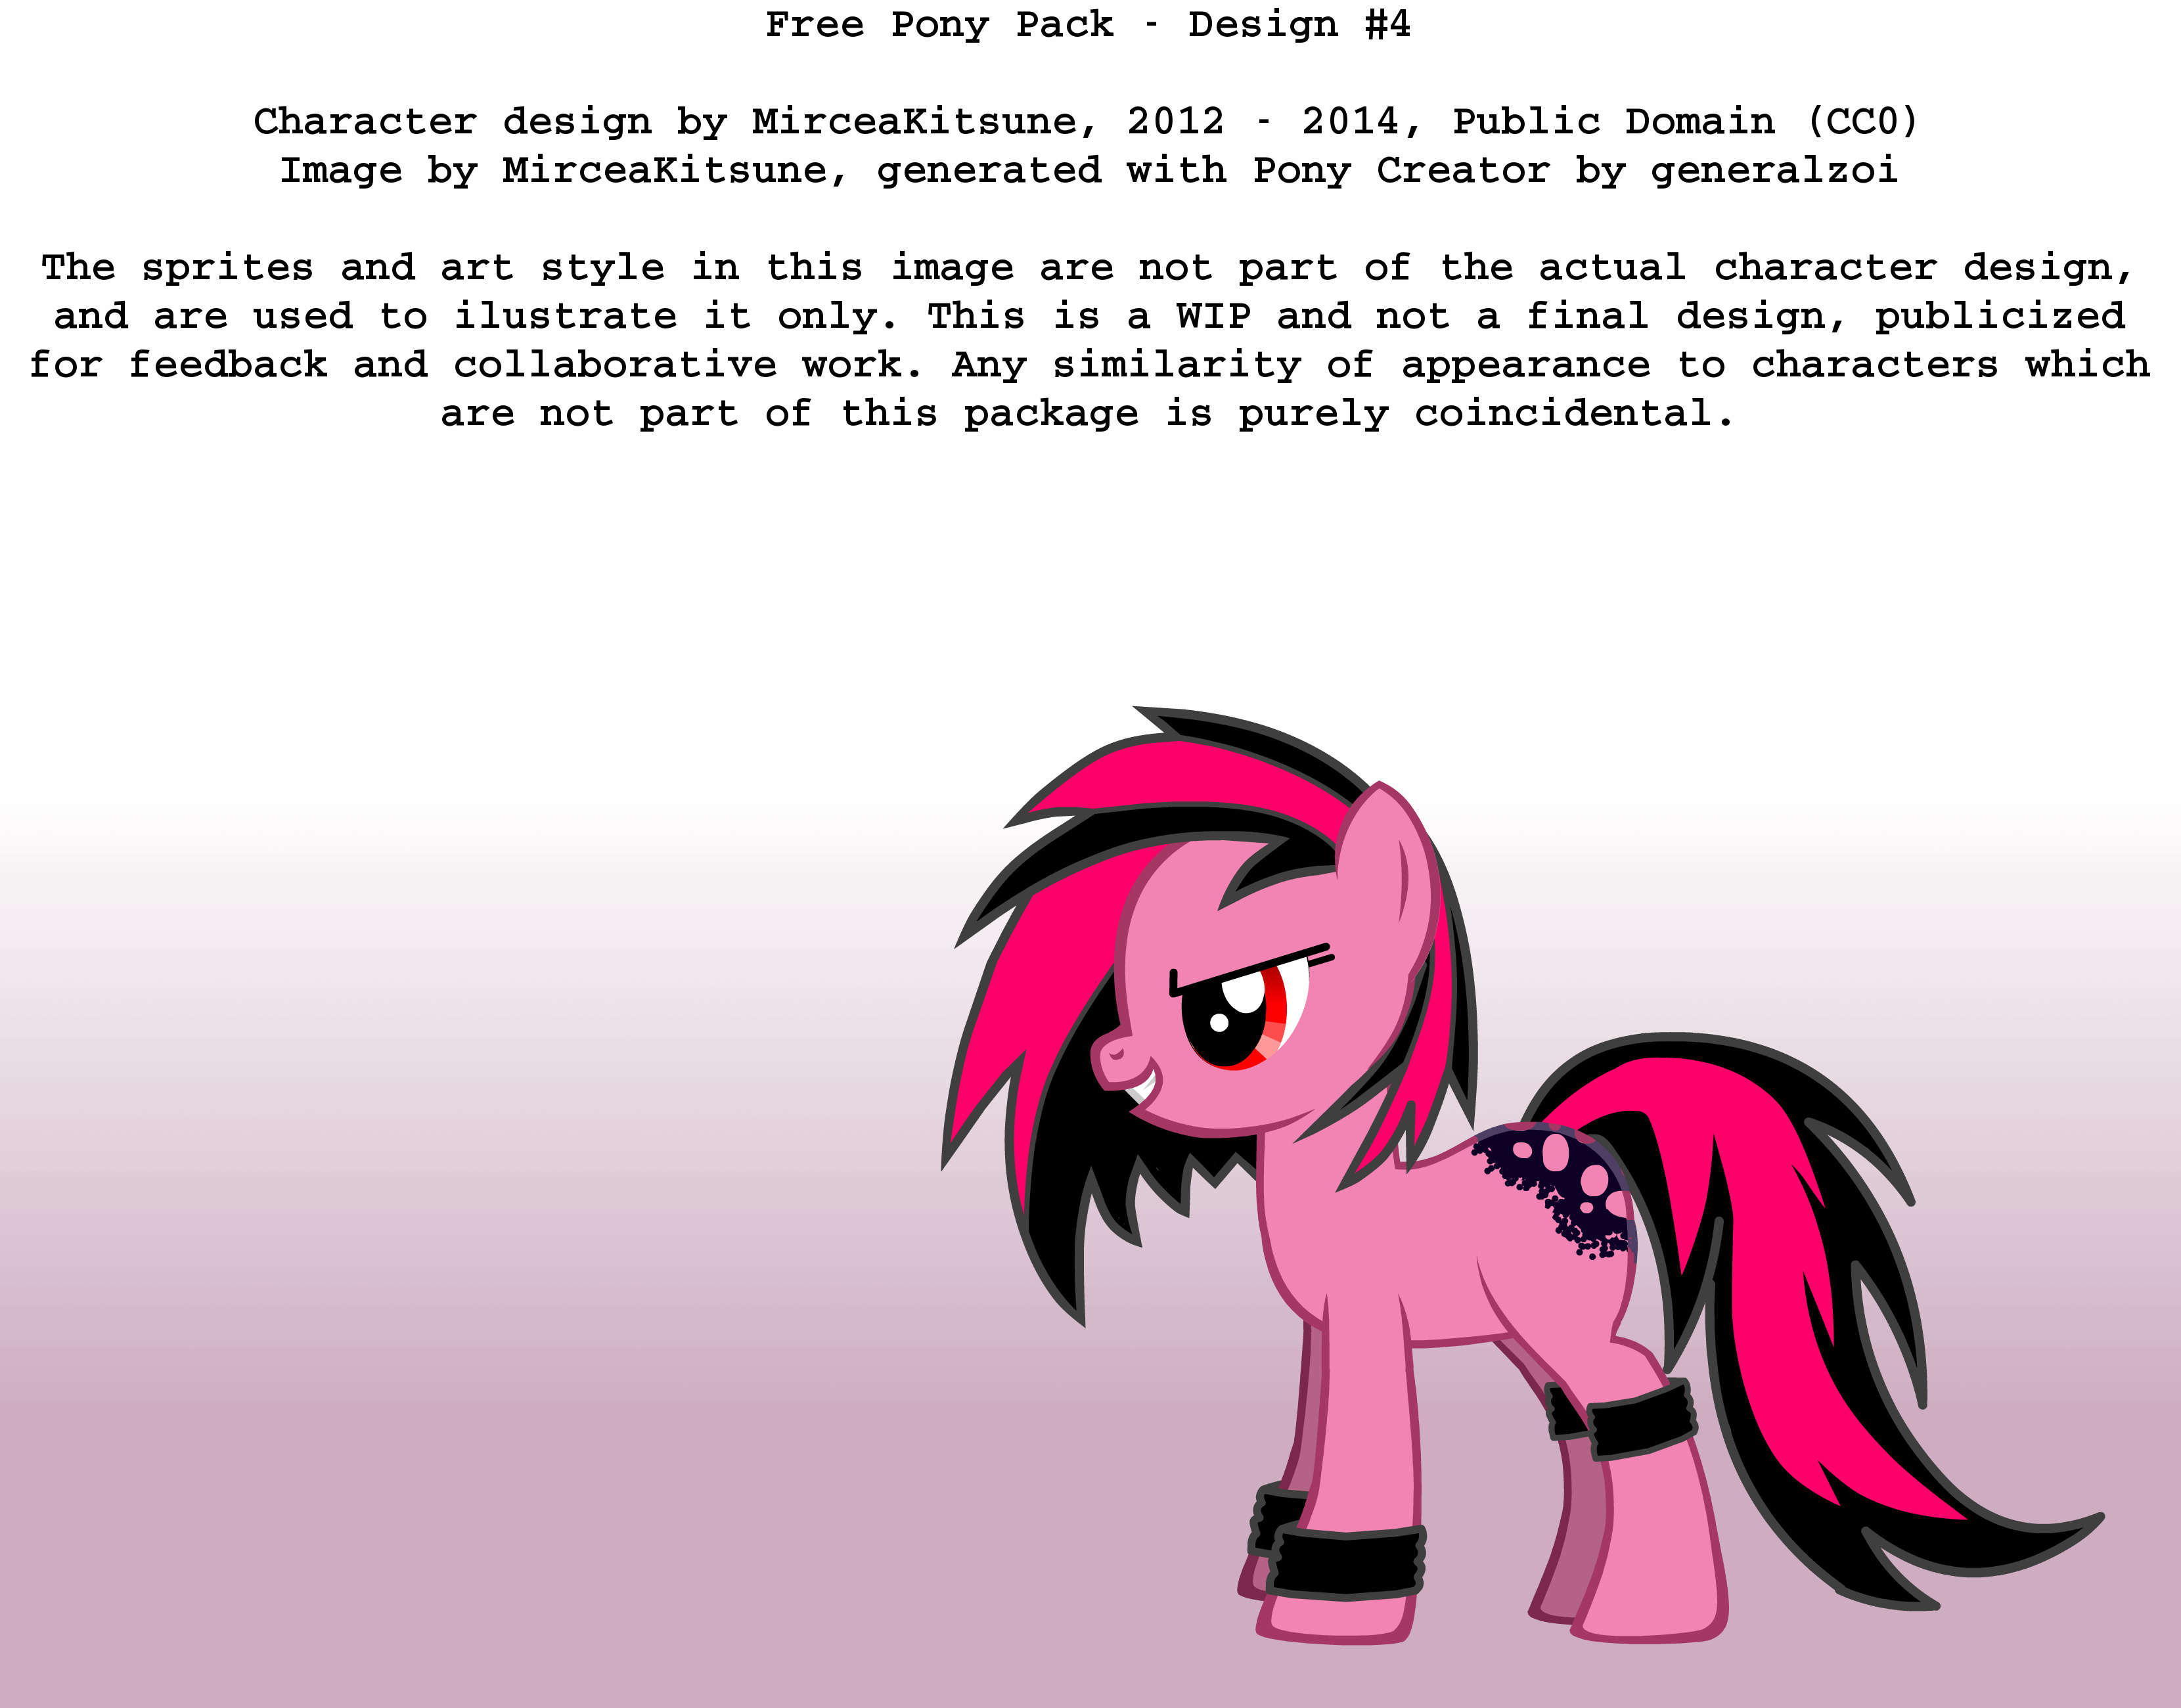 Free Pony Pack - Design #4
Character design by MirceaKitsune, 2012 - 2014, Public Domain (CC0)
Image by MirceaKitsune, generated with Pony Creator by generalzoi
The sprites and art style in this image are not part of the actual character design,
and are used to ilustrate it only. This is a WIP and not a final design, publicized
for feedback and collaborative work. Any similarity of appearance to characters which
are not part of this package is purely coincidental.